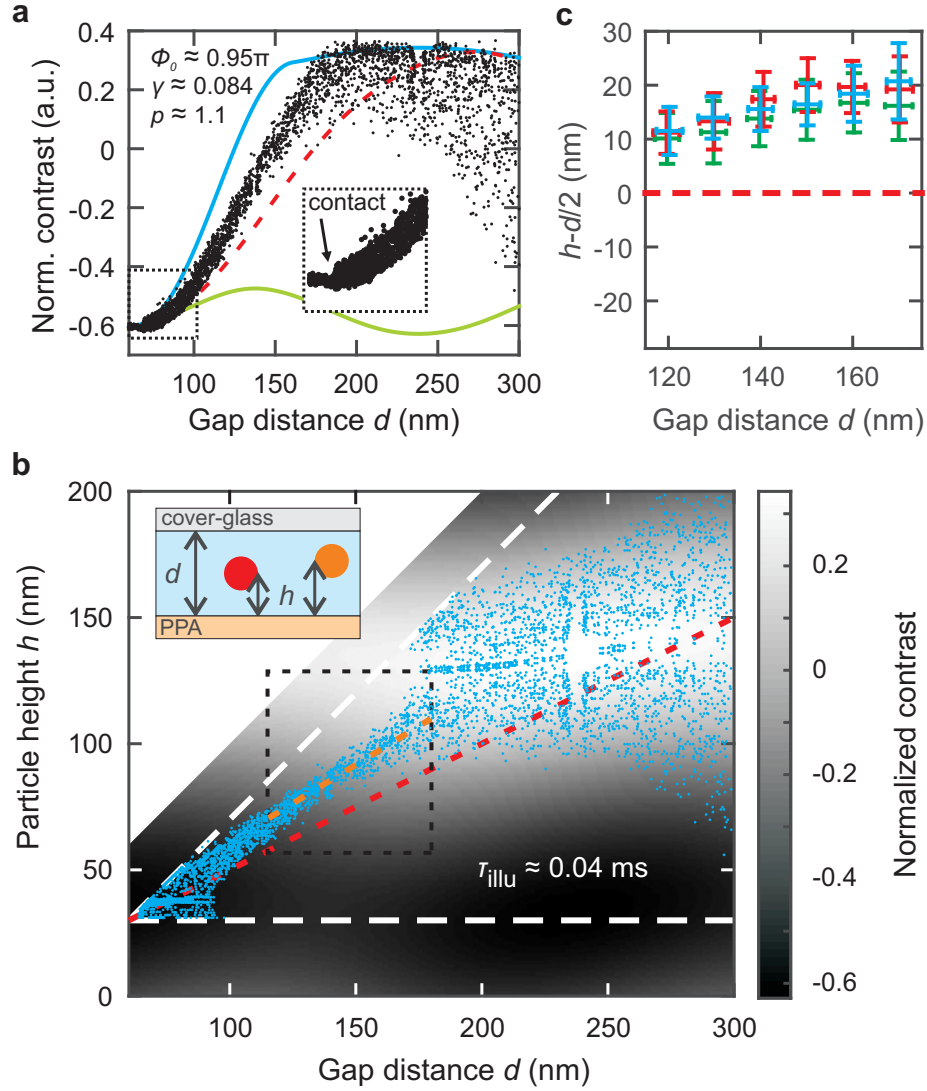 a
Norm. contrast (a.u.)
0.4
0.2
0
-0.2
-0.4
-0.6
Φ₀ ≈ 0.95π
γ ≈ 0.084
p ≈ 1.1
contact
100
150
200
250
300
Gap distance d (nm)
c
h-d/2 (nm)
30
20
10
0
-10
-20
120
140
160
Gap distance d (nm)
b
Particle height h (nm)
200
150
100
50
0
cover-glass
d
h
PPA
τillu ≈ 0.04 ms
100
150
200
250
300
Gap distance d (nm)
0.2
0
-0.2
-0.4
-0.6
Normalized contrast